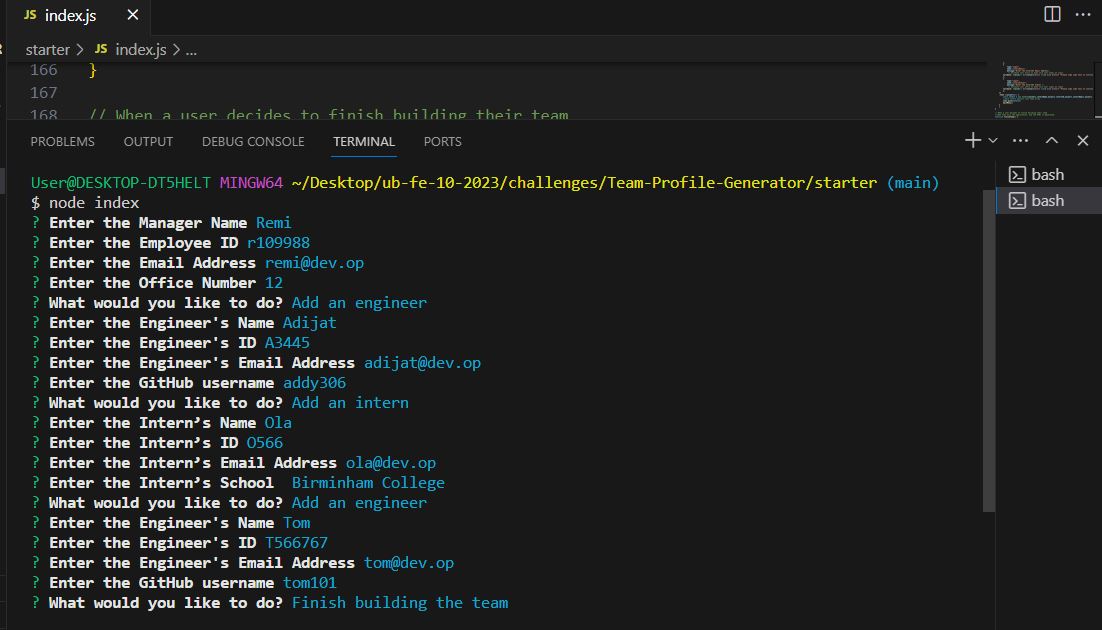 JS index.js
starter > JS index.js > ...
166 }
167
168 // When a user decides to finish building their team
PROBLEMS OUTPUT DEBUG CONSOLE TERMINAL PORTS
bash
bash
User@DESKTOP-DT5HELT MINGW64 ~/Desktop/ub-fe-10-2023/challenges/Team-Profile-Generator/starter (main)
$ node index
? Enter the Manager Name Remi
? Enter the Employee ID r109988
? Enter the Email Address remi@dev.op
? Enter the Office Number 12
? What would you like to do? Add an engineer
? Enter the Engineer's Name Adijat
? Enter the Engineer's ID A3445
? Enter the Engineer's Email Address adijat@dev.op
? Enter the GitHub username addy306
? What would you like to do? Add an intern
? Enter the Intern’s Name Ola
? Enter the Intern’s ID O566
? Enter the Intern’s Email Address ola@dev.op
? Enter the Intern’s School  Birminham College
? What would you like to do? Add an engineer
? Enter the Engineer's Name Tom
? Enter the Engineer's ID T566767
? Enter the Engineer's Email Address tom@dev.op
? Enter the GitHub username tom101
? What would you like to do? Finish building the team